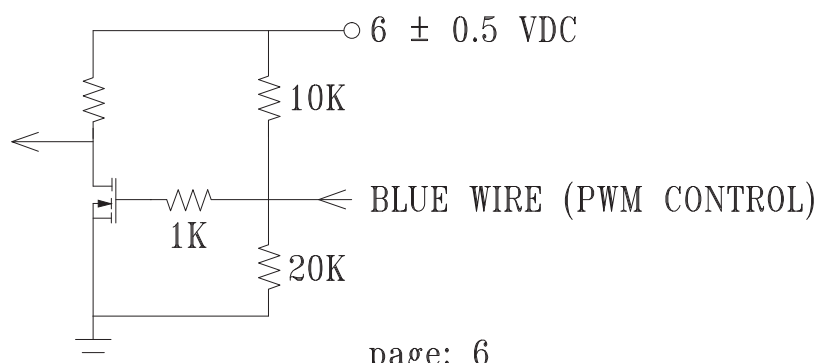 6 ± 0.5 VDC
10K
BLUE WIRE (PWM CONTROL)
1K
20K
page: 6